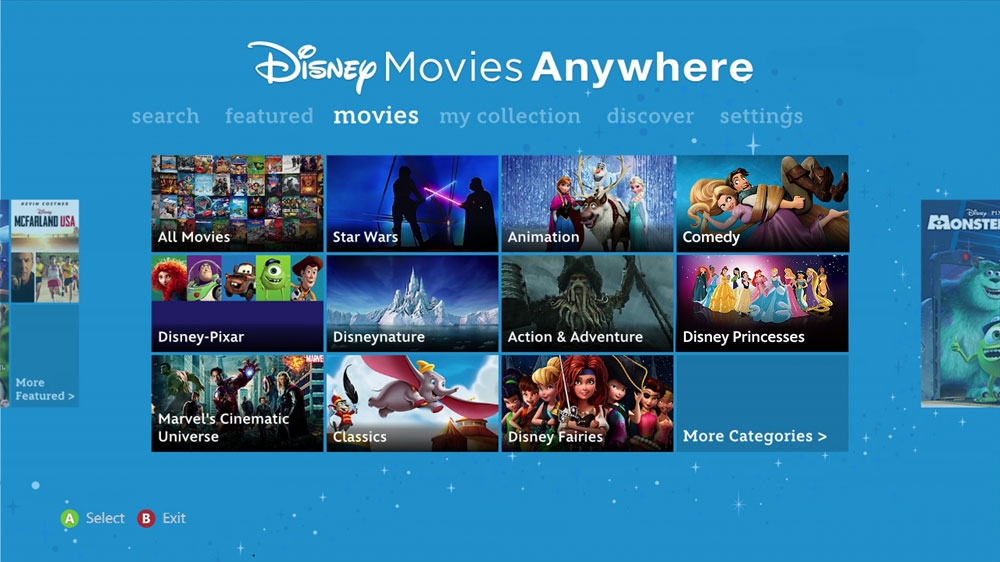 Disney Movies Anywhere
search featured movies my collection discover settings
All Movies
Star Wars
Animation
Comedy
KEVIN COSTNER
Disney
MCFARLAND USA
Disney-Pixar
Disneynature
Action & Adventure
Disney Princesses
More
Featured >
MARVEL
Marvel's Cinematic
Universe
Classics
Disney Fairies
More Categories >
Disney
A Select B Exit